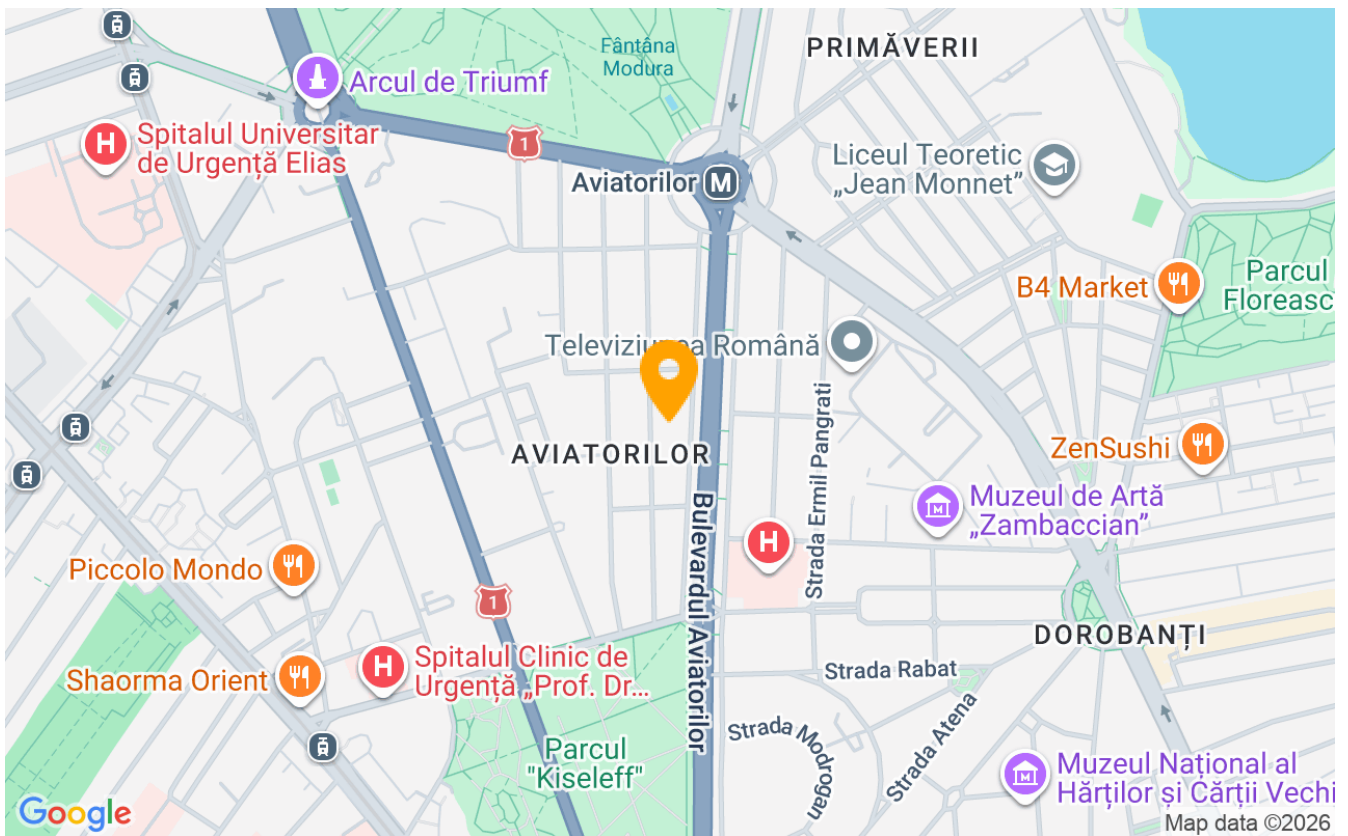 Fântâna
Modura
PRIMĂVERII
Arcul de Triumf
Spitalul Universitar
de Urgență Elias
1
Liceul Teoretic
„Jean Monnet”
Aviatorilor M
H
B4 Market
Parcul
Floreasc
Televiziunea Română
AVIATORILOR
Strada Ermil Pangrati
ZenSushi
Muzeul de Artă
„Zambaccian”
Bulevardul Aviatorilor
H
Piccolo Mondo
1
DOROBANȚI
Spitalul Clinic de
Urgență „Prof. Dr...
H
Shaorma Orient
Strada Rabat
Strada Atena
Strada Modrogan
Parcul
"Kiseleff"
Muzeul Național al
Hărților și Cărții Vechi
Google
Map data ©2026